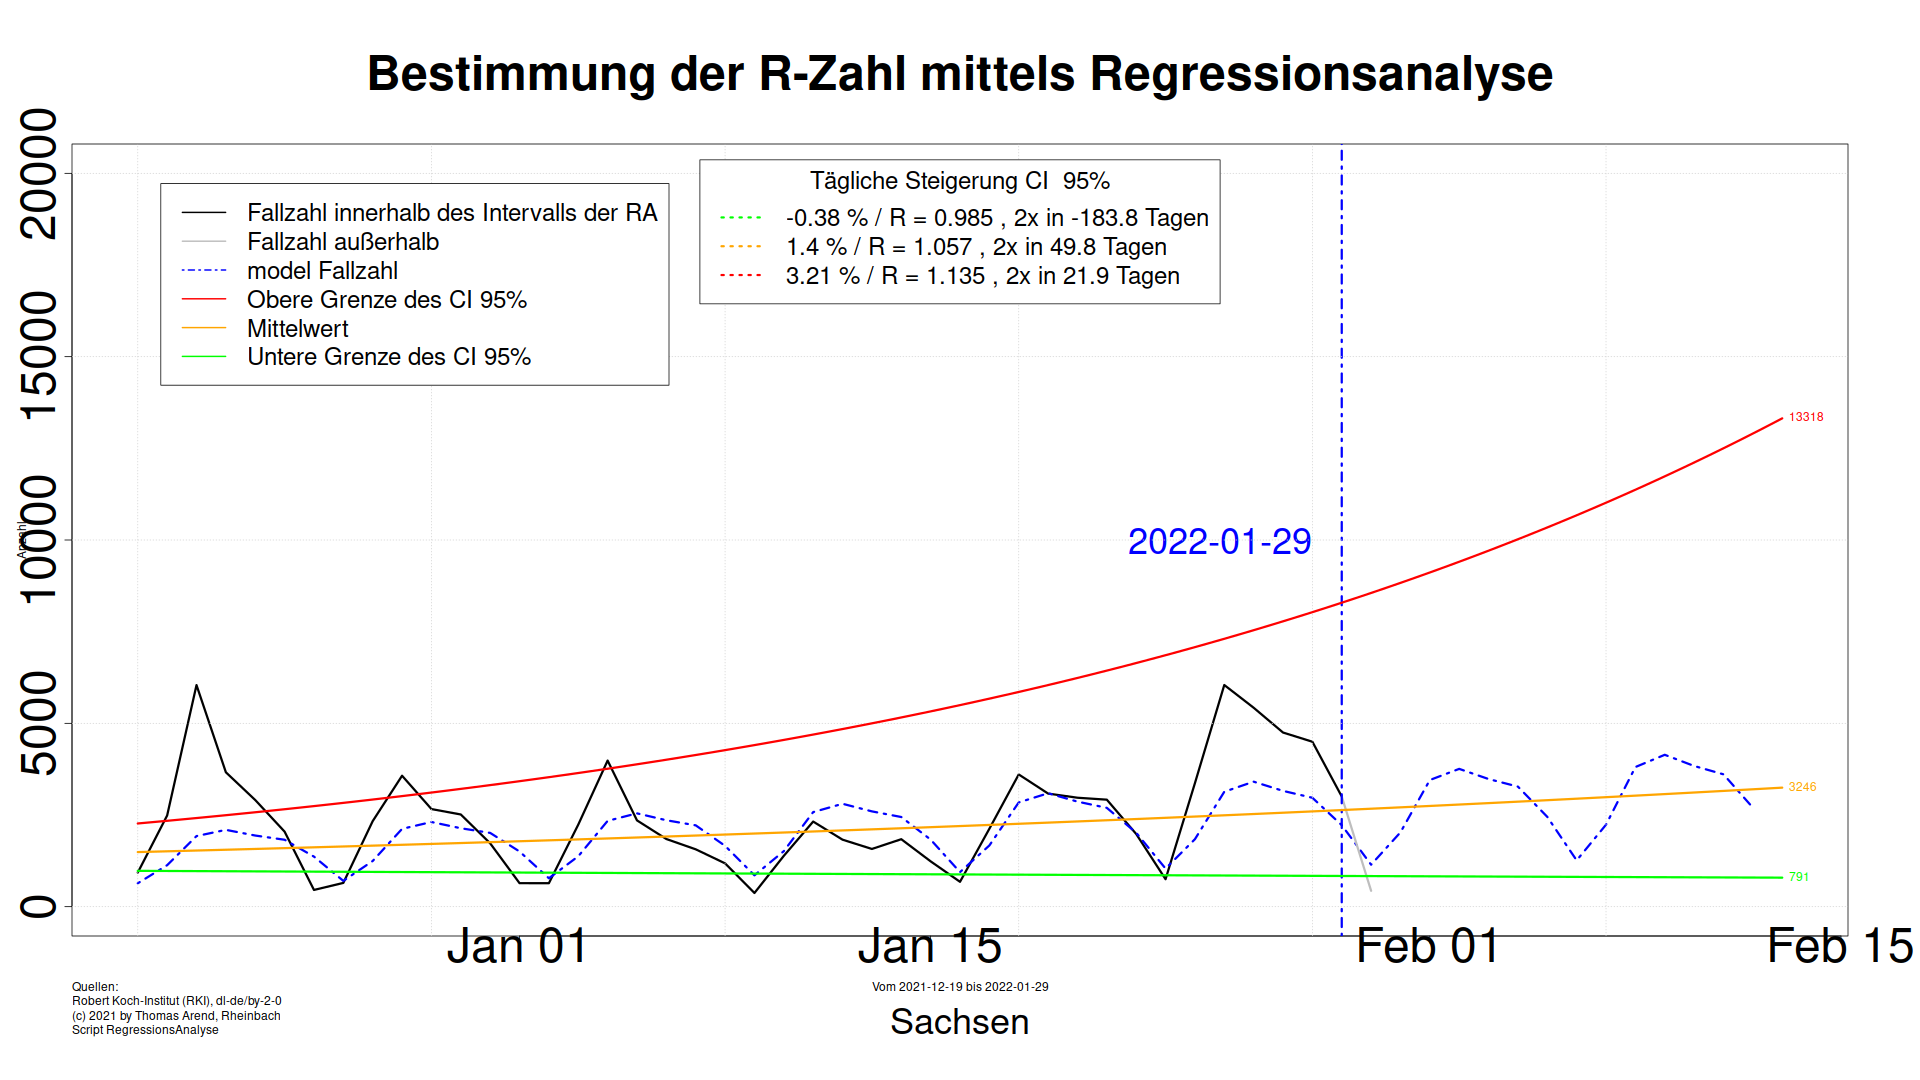 Bestimmung der R-Zahl mittels Regressionsanalyse
20000
15000
10000
5000
0
Anzahl
Fallzahl innerhalb des Intervalls der RA
Fallzahl außerhalb
model Fallzahl
Obere Grenze des CI 95%
Mittelwert
Untere Grenze des CI 95%
Tägliche Steigerung CI  95%
-0.38 % / R = 0.985 , 2x in -183.8 Tagen
1.4 % / R = 1.057 , 2x in 49.8 Tagen
3.21 % / R = 1.135 , 2x in 21.9 Tagen
2022-01-29
13318
3246
791
Jan 01
Jan 15
Feb 01
Feb 15
Quellen:
Robert Koch-Institut (RKI), dl-de/by-2-0
(c) 2021 by Thomas Arend, Rheinbach
Script RegressionsAnalyse
Vom 2021-12-19 bis 2022-01-29
Sachsen